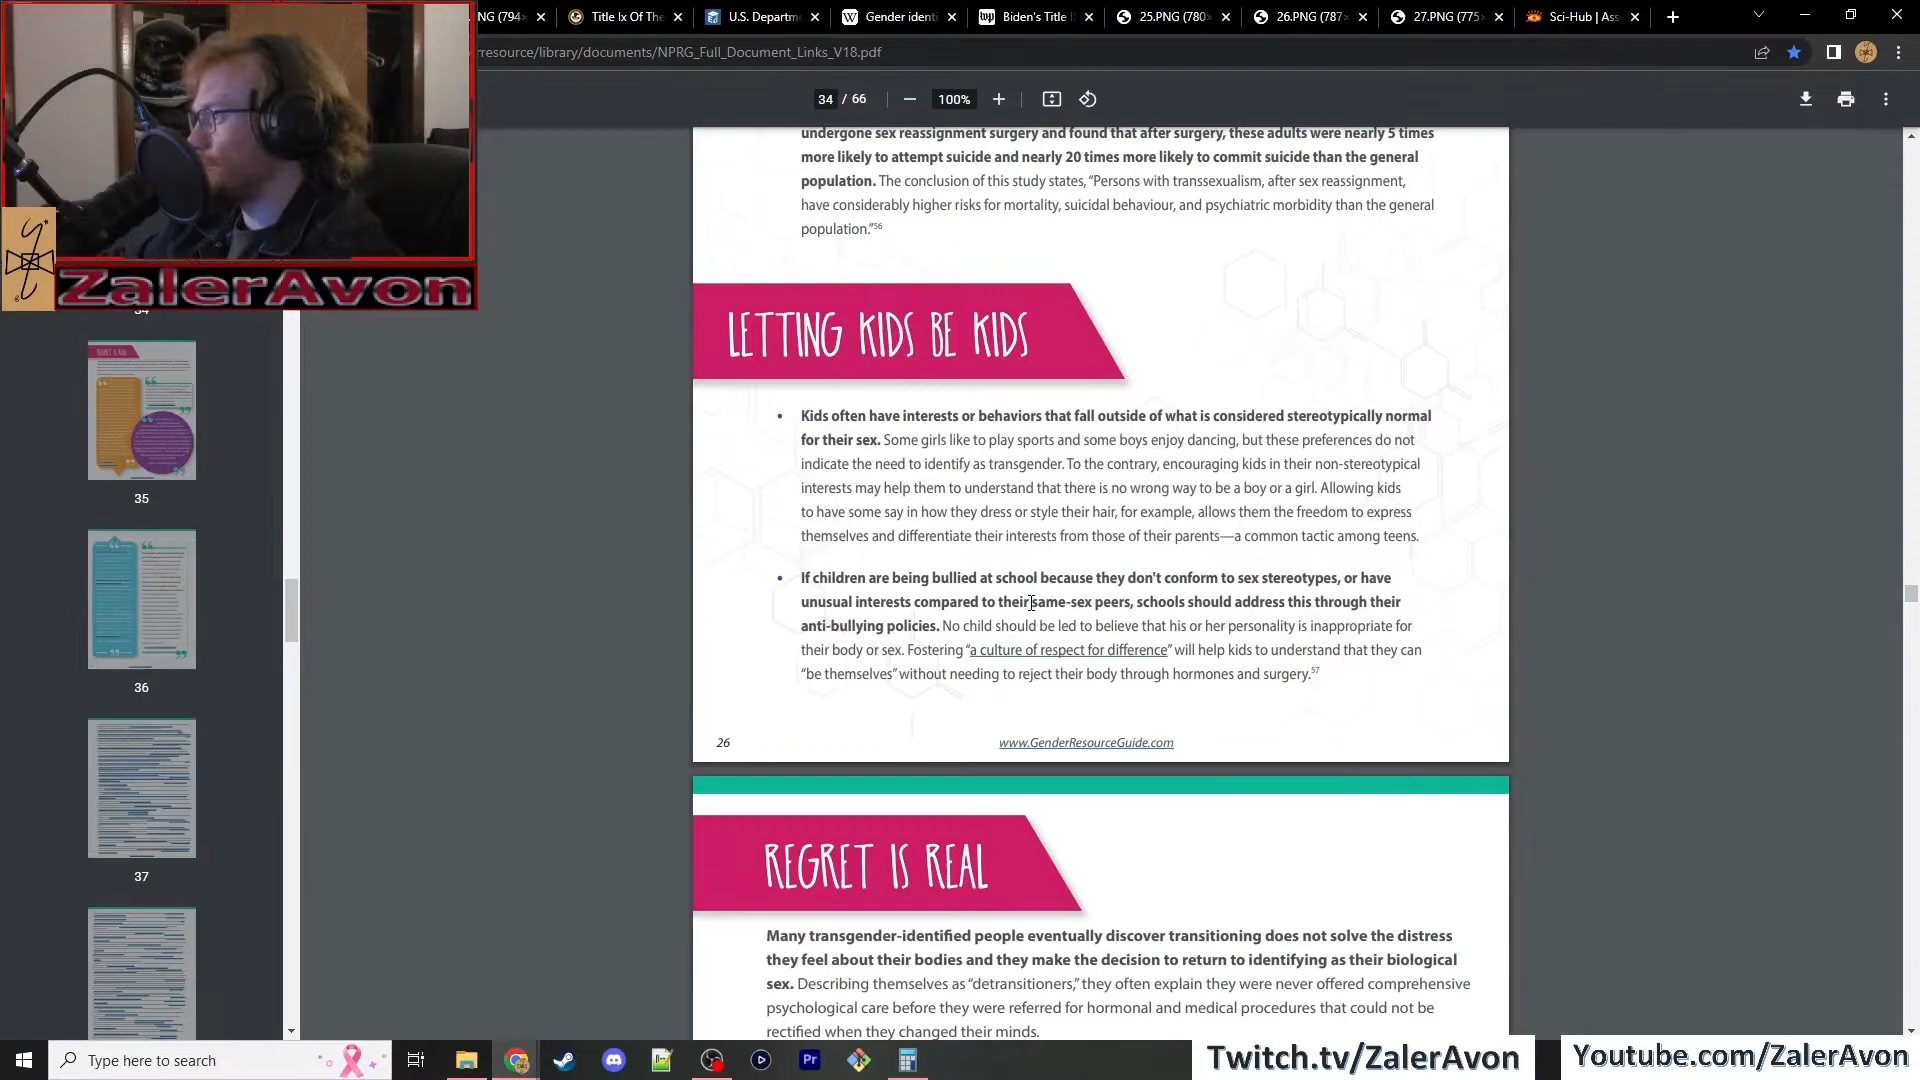 NG (794×
Title Ix Of The
U.S. Departm
Gender identi
Biden's Title I
25.PNG (780×
26.PNG (787×
27.PNG (775×
Sci-Hub | Ass
rresource/library/documents/NPRG_Full_Document_Links_V18.pdf
34 / 66
100%
ZalerAvon
undergone sex reassignment surgery and found that after surgery, these adults were nearly 5 times
more likely to attempt suicide and nearly 20 times more likely to commit suicide than the general
population. The conclusion of this study states, “Persons with transsexualism, after sex reassignment,
have considerably higher risks for mortality, suicidal behaviour, and psychiatric morbidity than the general
population.”56
LETTING KIDS BE KIDS
• Kids often have interests or behaviors that fall outside of what is considered stereotypically normal
for their sex. Some girls like to play sports and some boys enjoy dancing, but these preferences do not
indicate the need to identify as transgender. To the contrary, encouraging kids in their non-stereotypical
interests may help them to understand that there is no wrong way to be a boy or a girl. Allowing kids
to have some say in how they dress or style their hair, for example, allows them the freedom to express
themselves and differentiate their interests from those of their parents—a common tactic among teens.
• If children are being bullied at school because they don't conform to sex stereotypes, or have
unusual interests compared to their same-sex peers, schools should address this through their
anti-bullying policies. No child should be led to believe that his or her personality is inappropriate for
their body or sex. Fostering “a culture of respect for difference” will help kids to understand that they can
“be themselves” without needing to reject their body through hormones and surgery.57
26
www.GenderResourceGuide.com
REGRET IS REAL
Many transgender-identified people eventually discover transitioning does not solve the distress
they feel about their bodies and they make the decision to return to identifying as their biological
sex. Describing themselves as “detransitioners,” they often explain they were never offered comprehensive
psychological care before they were referred for hormonal and medical procedures that could not be
rectified when they changed their minds.
34
REGRET IS REAL
35
36
37
Type here to search
Twitch.tv/ZalerAvon
Youtube.com/ZalerAvon